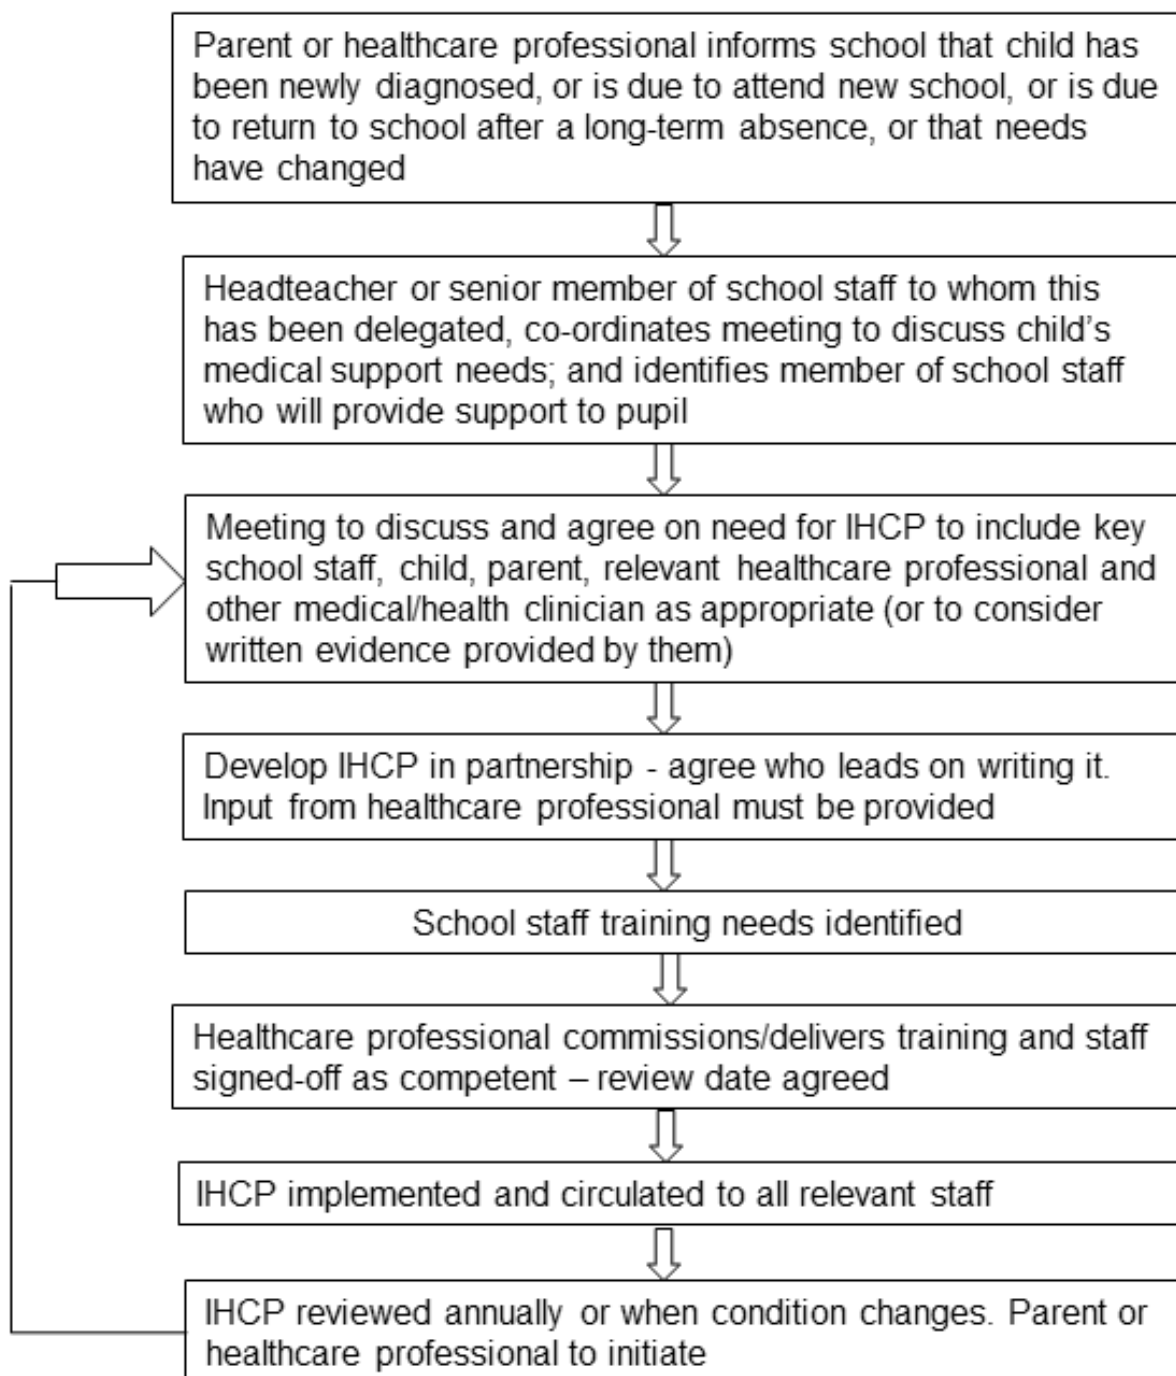 Parent or healthcare professional informs school that child has
been newly diagnosed, or is due to attend new school, or is due
to return to school after a long-term absence, or that needs
have changed
Headteacher or senior member of school staff to whom this
has been delegated, co-ordinates meeting to discuss child’s
medical support needs; and identifies member of school staff
who will provide support to pupil
Meeting to discuss and agree on need for IHCP to include key
school staff, child, parent, relevant healthcare professional and
other medical/health clinician as appropriate (or to consider
written evidence provided by them)
Develop IHCP in partnership - agree who leads on writing it.
Input from healthcare professional must be provided
School staff training needs identified
Healthcare professional commissions/delivers training and staff
signed-off as competent – review date agreed
IHCP implemented and circulated to all relevant staff
IHCP reviewed annually or when condition changes. Parent or
healthcare professional to initiate